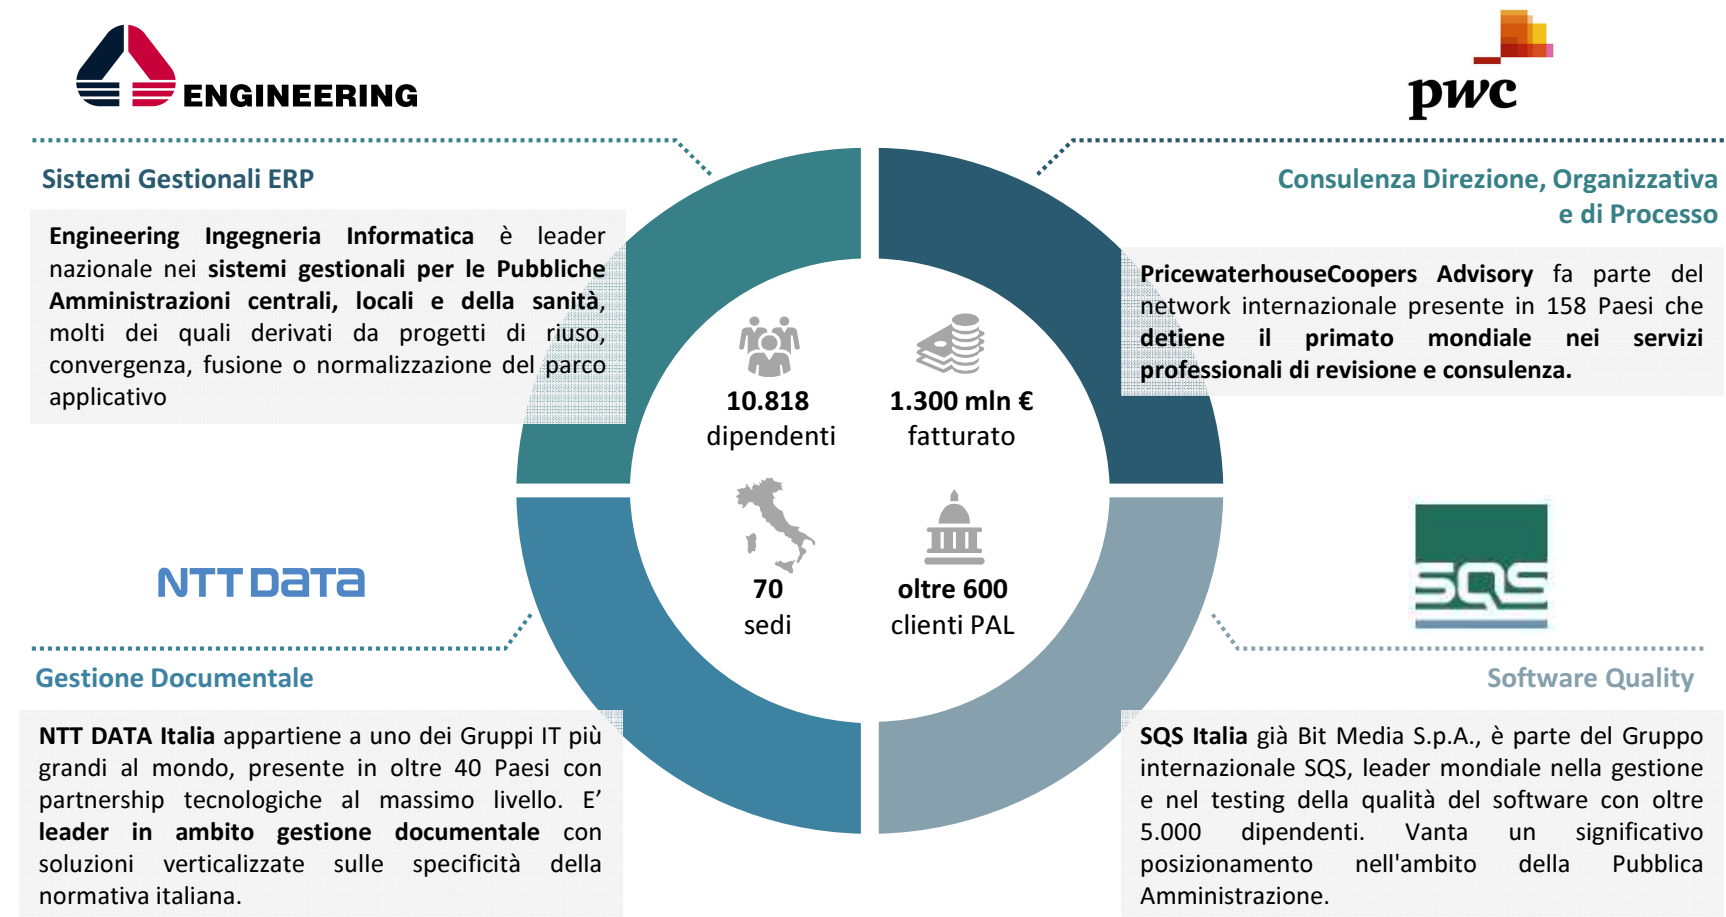 ENGINEERING
pwc
Sistemi Gestionali ERP
Engineering Ingegneria Informatica è leader
nazionale nei sistemi gestionali per le Pubbliche
Amministrazioni centrali, locali e della sanità,
molti dei quali derivati da progetti di riuso,
convergenza, fusione o normalizzazione del parco
applicativo
Consulenza Direzione, Organizzativa
e di Processo
PricewaterhouseCoopers Advisory fa parte del
network internazionale presente in 158 Paesi che
detiene il primato mondiale nei servizi
professionali di revisione e consulenza.
10.818
dipendenti
1.300 mln €
fatturato
70
sedi
oltre 600
clienti PAL
NTT DATA
Gestione Documentale
NTT DATA Italia appartiene a uno dei Gruppi IT più
grandi al mondo, presente in oltre 40 Paesi con
partnership tecnologiche al massimo livello. E’
leader in ambito gestione documentale con
soluzioni verticalizzate sulle specificità della
normativa italiana.
SQS
Software Quality
SQS Italia già Bit Media S.p.A., è parte del Gruppo
internazionale SQS, leader mondiale nella gestione
e nel testing della qualità del software con oltre
5.000 dipendenti. Vanta un significativo
posizionamento nell'ambito della Pubblica
Amministrazione.